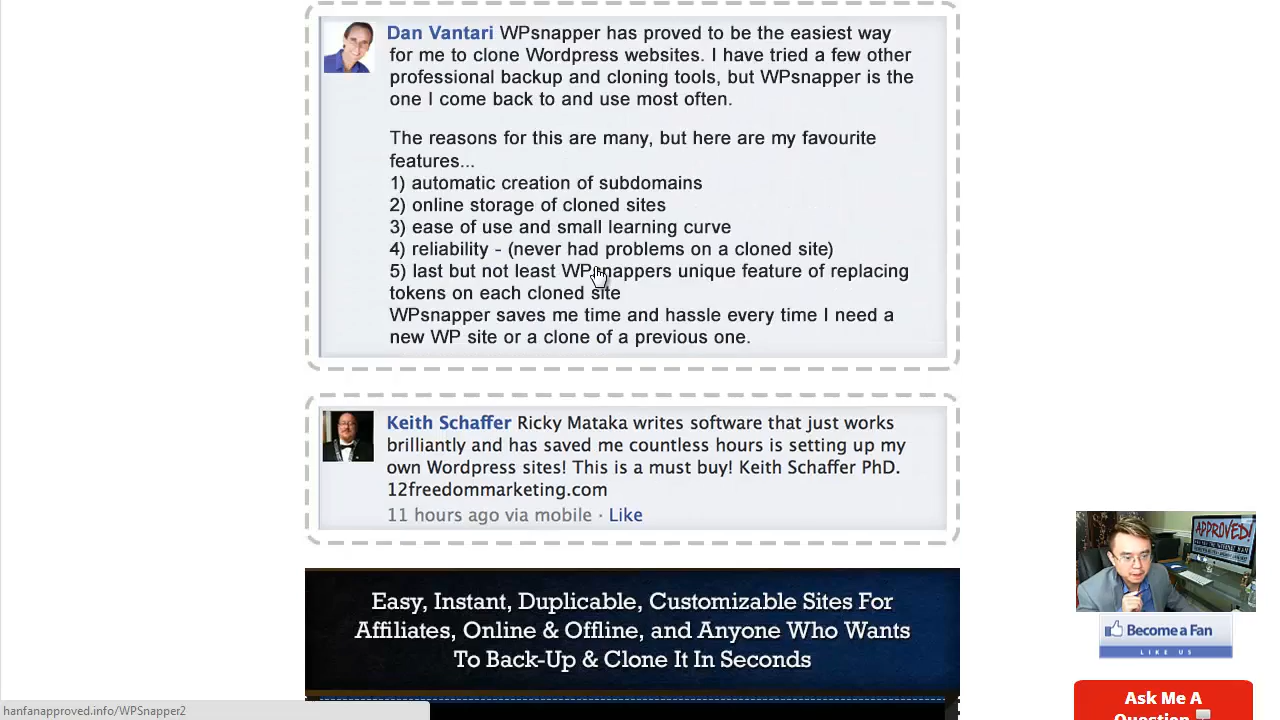 Dan Vantari WPsnapper has proved to be the easiest way
for me to clone Wordpress websites. I have tried a few other
professional backup and cloning tools, but WPsnapper is the
one I come back to and use most often.
The reasons for this are many, but here are my favourite
features...
1) automatic creation of subdomains
2) online storage of cloned sites
3) ease of use and small learning curve
4) reliability - (never had problems on a cloned site)
5) last but not least WPsnappers unique feature of replacing
tokens on each cloned site
WPsnapper saves me time and hassle every time I need a
new WP site or a clone of a previous one.
Keith Schaffer Ricky Mataka writes software that just works
brilliantly and has saved me countless hours is setting up my
own Wordpress sites! This is a must buy! Keith Schaffer PhD.
12freedommarketing.com
11 hours ago via mobile · Like
APPROVED!
Easy, Instant, Duplicable, Customizable Sites For
Affiliates, Online & Offline, and Anyone Who Wants
To Back-Up & Clone It In Seconds
Become a Fan
LIKE US
Ask Me A
Question
hanfanapproved.info/WPSnapper2